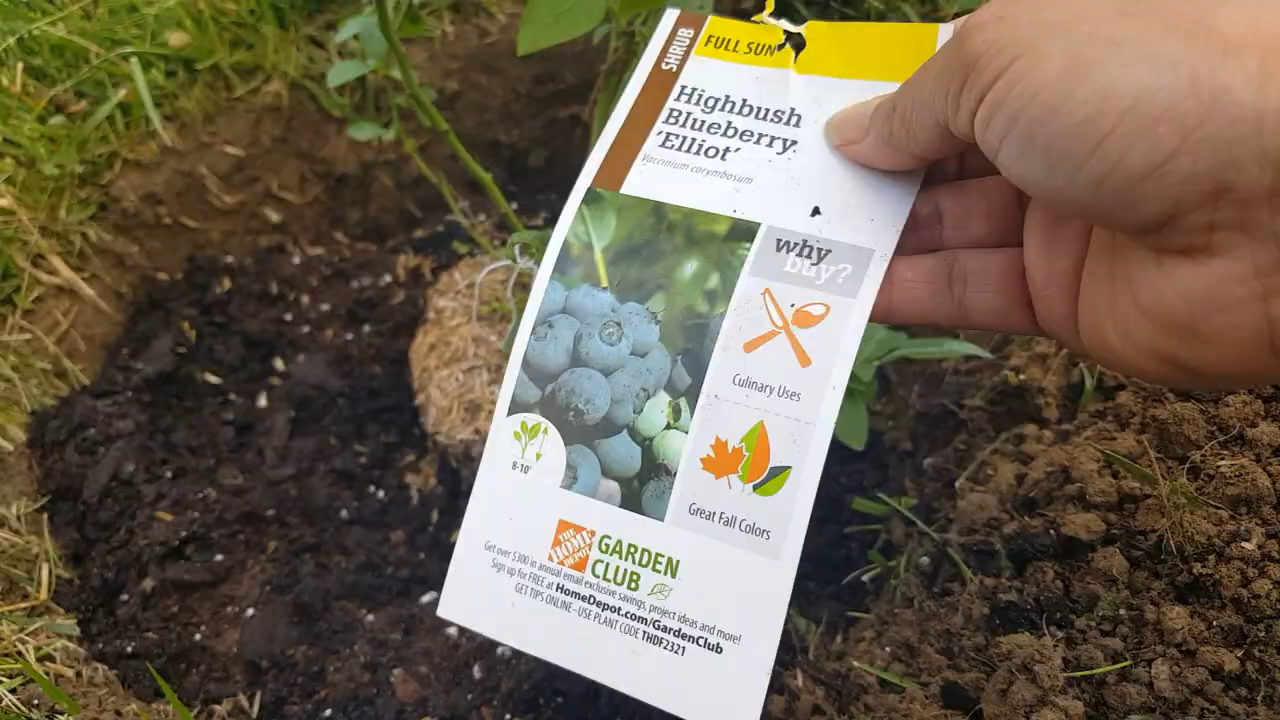 SHRUB
FULL SUN
Highbush
Blueberry
'Elliot'
Vaccinium corymbosum
why
buy?
Culinary Uses
8-10'
Great Fall Colors
THE
HOME
DEPOT
GARDEN
CLUB
Get over $300 in annual email exclusive savings, project ideas and more!
Sign up for FREE at HomeDepot.com/GardenClub
GET TIPS ONLINE-USE PLANT CODE THDF2321